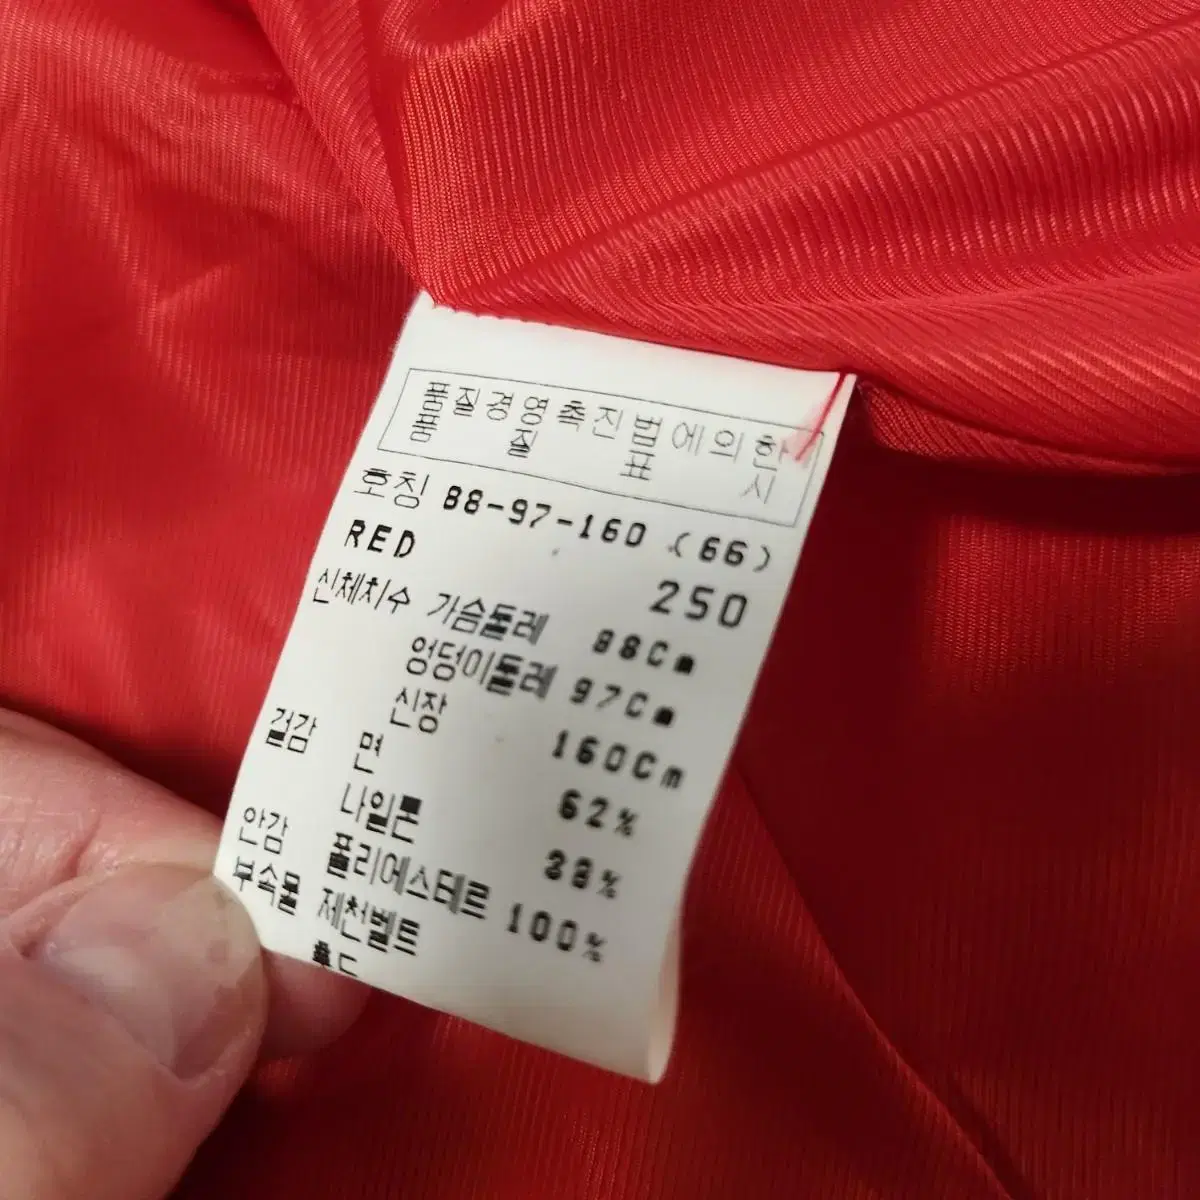 품질경영촉진법에의한
품 질 표 시
호칭 88-97-160 (66)
RED 250
신체치수 가슴둘레 88Cm
엉덩이둘레 97Cm
신장 160Cm
겉감 면 62%
나일론 38%
안감 폴리에스테르 100%
부속물 제천벨트
후드